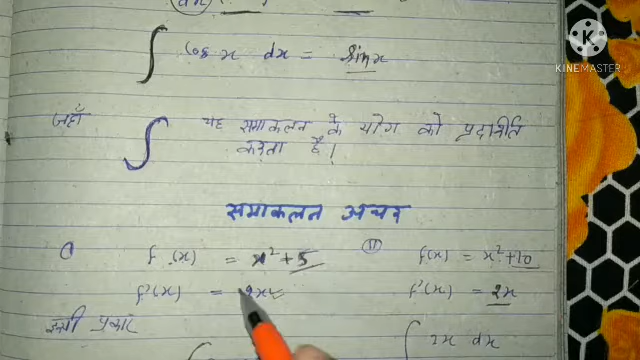 ∫ cos x dx = sin x
KINEMASTER
जहाँ ∫ यह समाकलन के योग को प्रदर्शित
करता है।
समाकलन अचर
f(x) = x² + 5 (II) f(x) = x² + 10
f'(x) = 2x f'(x) = 2x
इसी प्रकार
∫ 2x dx